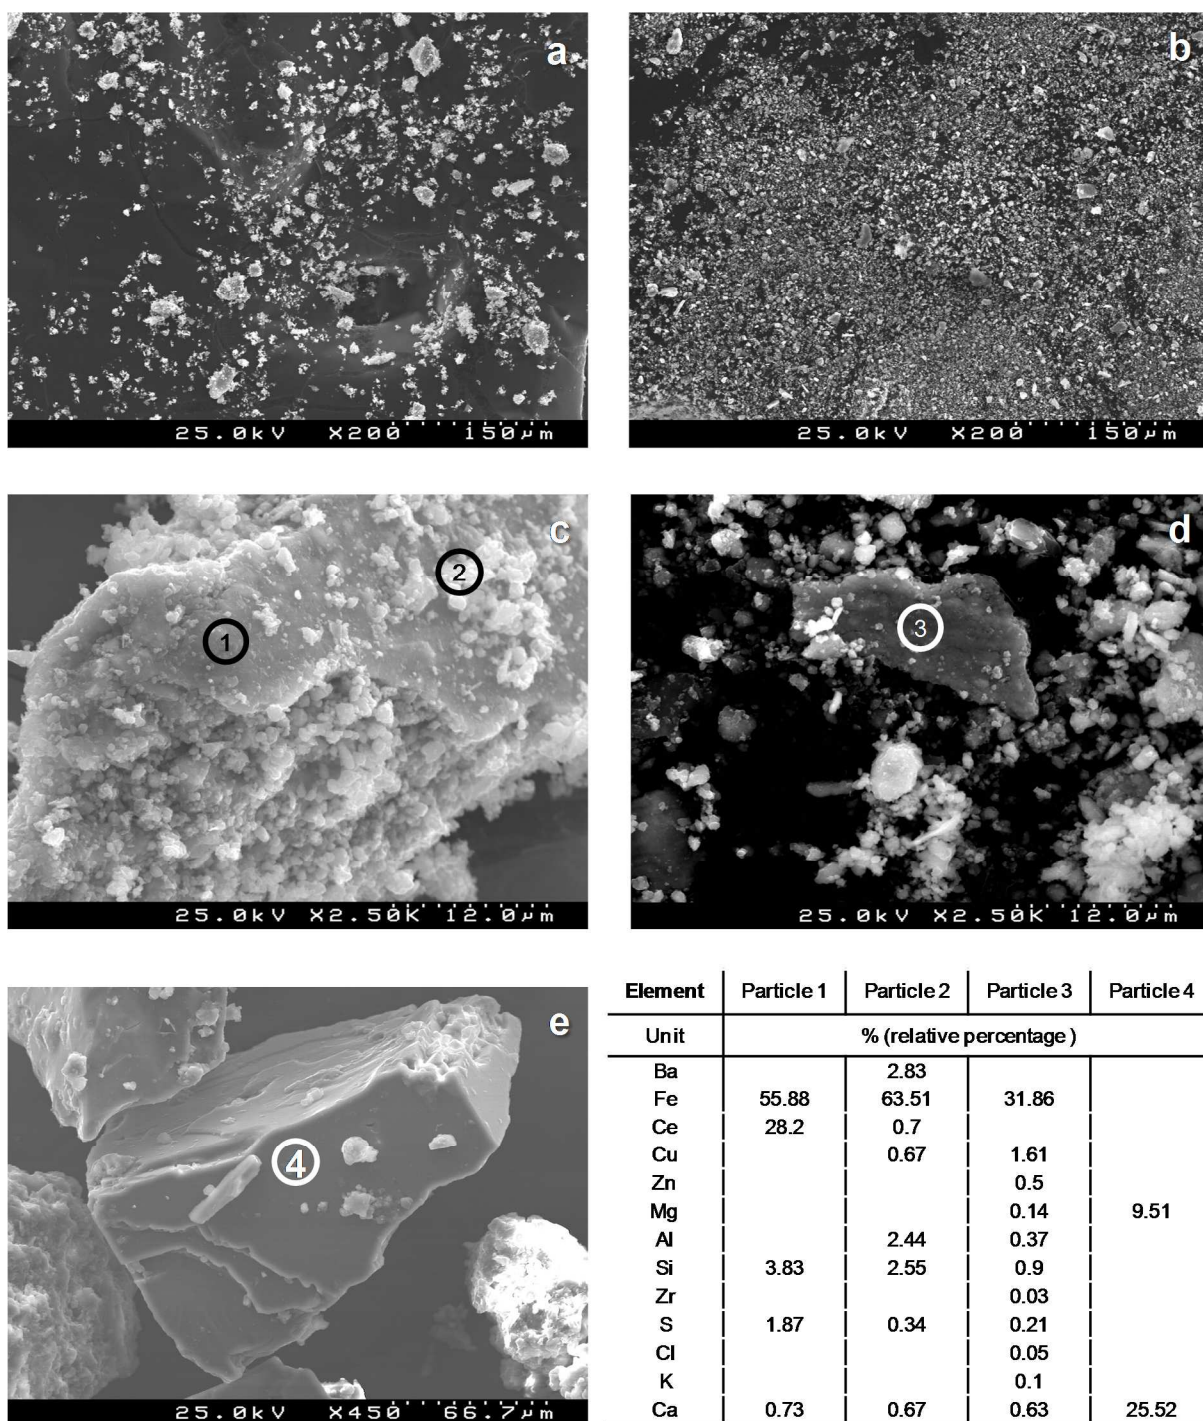 a
25.0kV X200 150µm
b
25.0kV X200 150µm
c
1
2
25.0kV X2.50K 12.0µm
d
3
25.0kV X2.50K 12.0µm
e
4
25.0kV X450 66.7µm
Element Particle 1 Particle 2 Particle 3 Particle 4
Unit % (relative percentage )
Ba 2.83
Fe 55.88 63.51 31.86
Ce 28.2 0.7
Cu 0.67 1.61
Zn 0.5
Mg 0.14 9.51
Al 2.44 0.37
Si 3.83 2.55 0.9
Zr 0.03
S 1.87 0.34 0.21
Cl 0.05
K 0.1
Ca 0.73 0.67 0.63 25.52